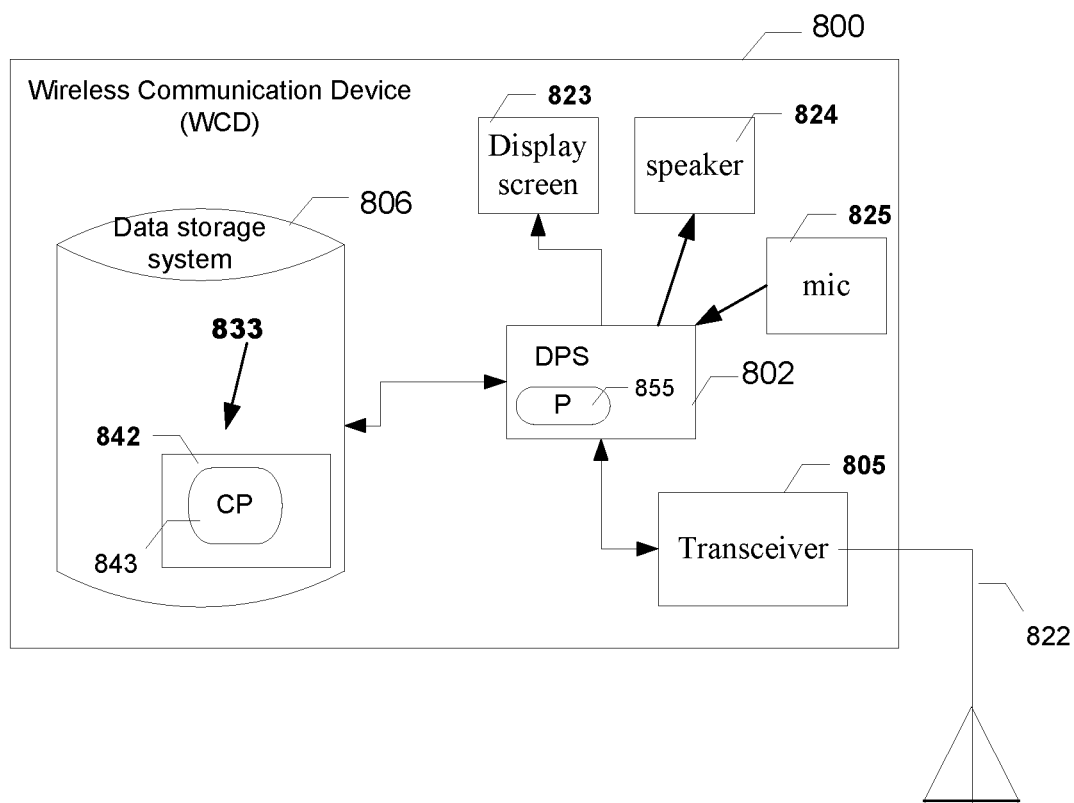 800
Wireless Communication Device
(WCD)
823
824
Display
screen
speaker
806
825
Data storage
system
mic
833
DPS
802
P
855
842
805
CP
Transceiver
843
822